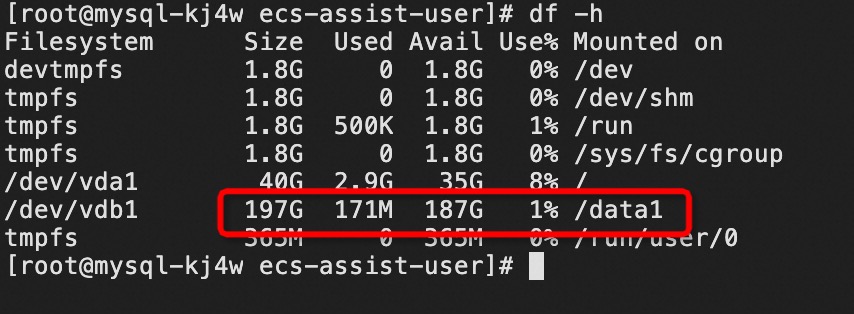 [root@mysql-kj4w ecs-assist-user]# df -h
Filesystem      Size  Used Avail Use% Mounted on
devtmpfs        1.8G     0  1.8G   0% /dev
tmpfs           1.8G     0  1.8G   0% /dev/shm
tmpfs           1.8G  500K  1.8G   1% /run
tmpfs           1.8G     0  1.8G   0% /sys/fs/cgroup
/dev/vda1        40G  2.9G   35G   8% /
/dev/vdb1       197G  171M  187G   1% /data1
tmpfs           365M     0  365M   0% /run/user/0
[root@mysql-kj4w ecs-assist-user]#